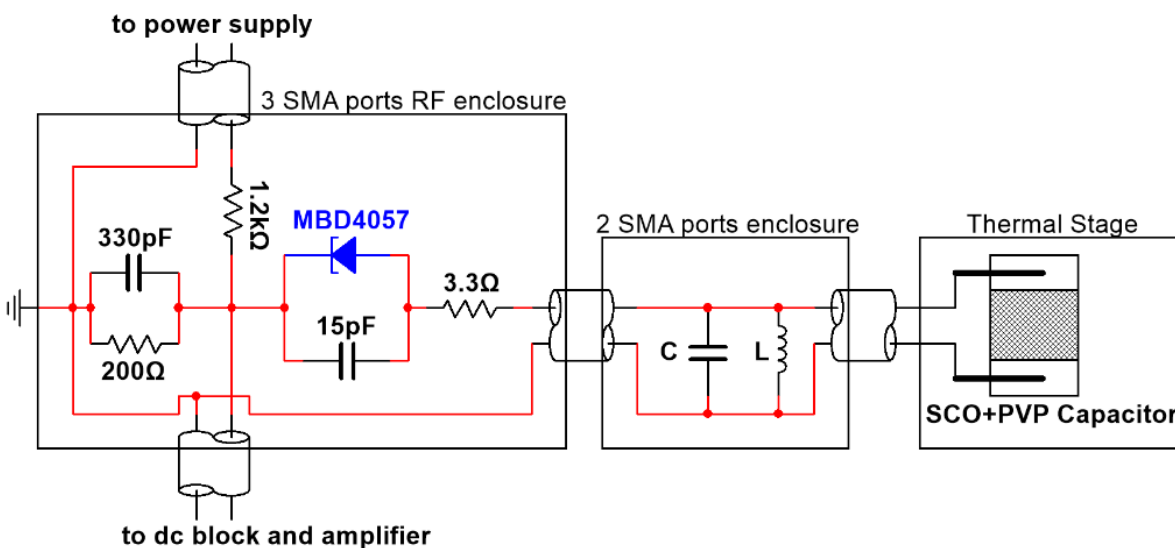 to power supply
3 SMA ports RF enclosure
1.2kΩ
MBD4057
330pF
3.3Ω
15pF
200Ω
2 SMA ports enclosure
C
L
Thermal Stage
SCO+PVP Capacitor
to dc block and amplifier